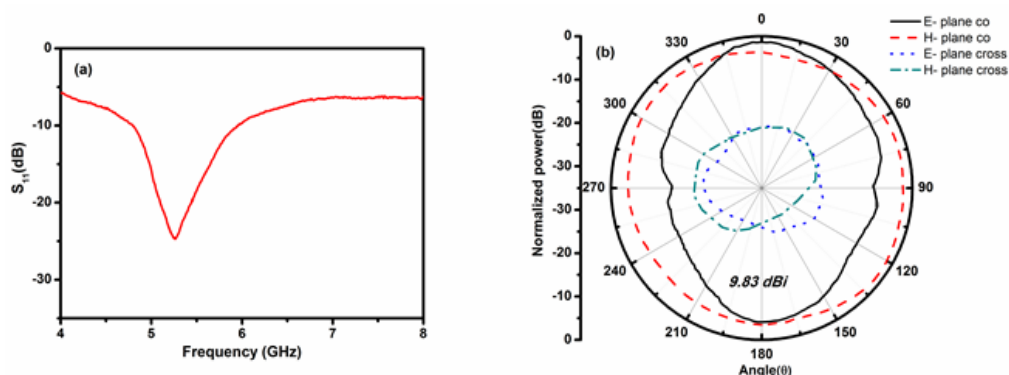 (a)
0
-10
-20
-30
S11(dB)
4
5
6
7
8
Frequency (GHz)
(b)
E- plane co
H- plane co
E- plane cross
H- plane cross
0
-10
-20
-30
-30
-20
-10
0
Normalized power(dB)
0
30
60
90
120
150
180
210
240
270
300
330
9.83 dBi
Angle(θ)